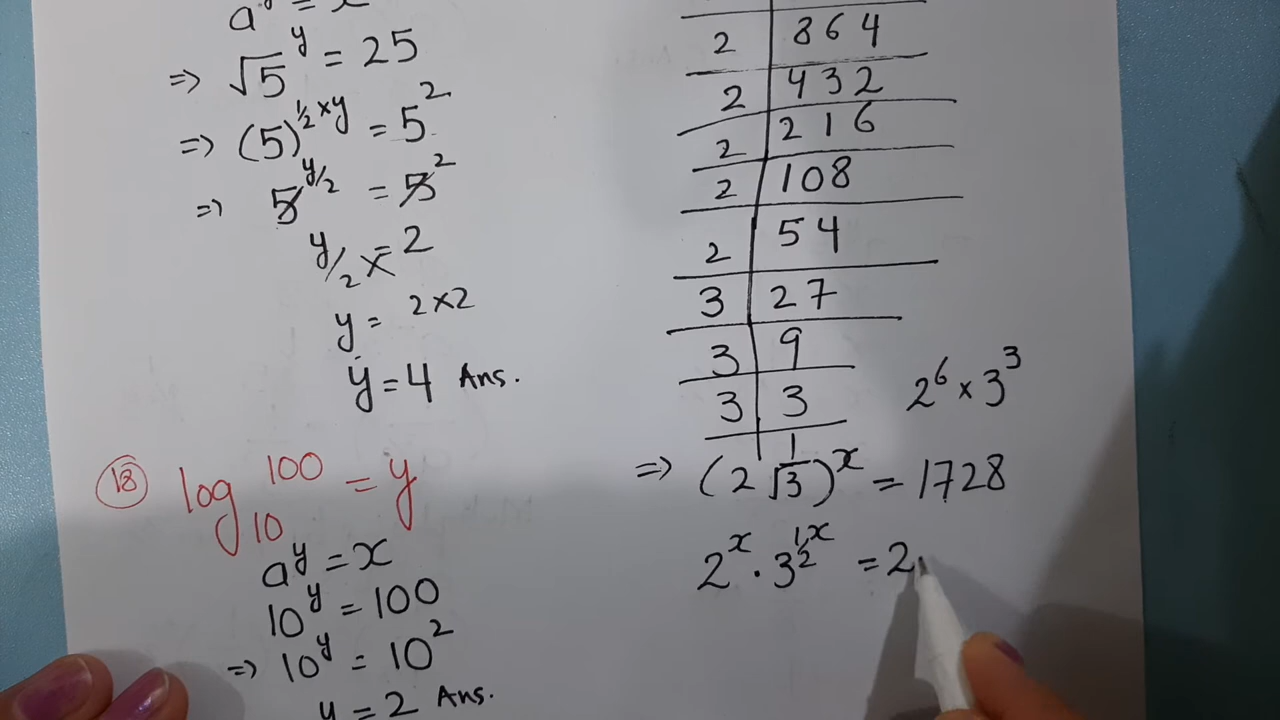 a^y = x
=> √5^y = 25
=> (5)^½×y = 5^2
=> 5^y/2 = 5^2
y/2 = 2
y = 2×2
y = 4 Ans.
(18) log_10 100 = y
a^y = x
10^y = 100
=> 10^y = 10^2
y = 2 Ans.
2 | 864
2 | 432
2 | 216
2 | 108
2 | 54
3 | 27
3 | 9
3 | 3
1
2^6 × 3^3
=> (2√3)^x = 1728
2^x . 3^½x = 2